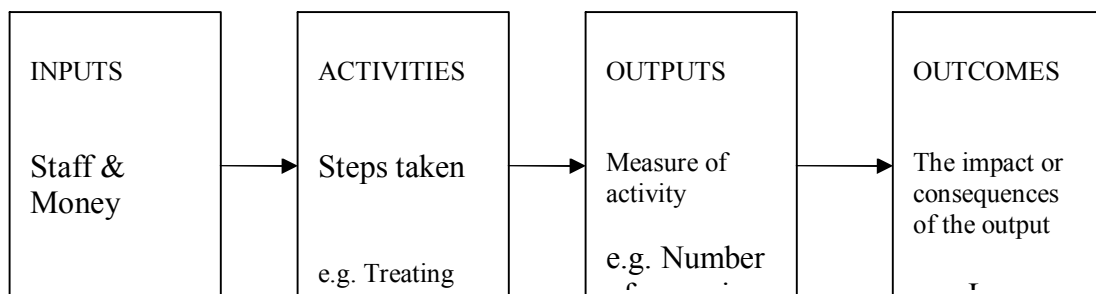 INPUTS
Staff &
Money
ACTIVITIES
Steps taken
e.g. Treating
OUTPUTS
Measure of
activity
e.g. Number
OUTCOMES
The impact or
consequences
of the output